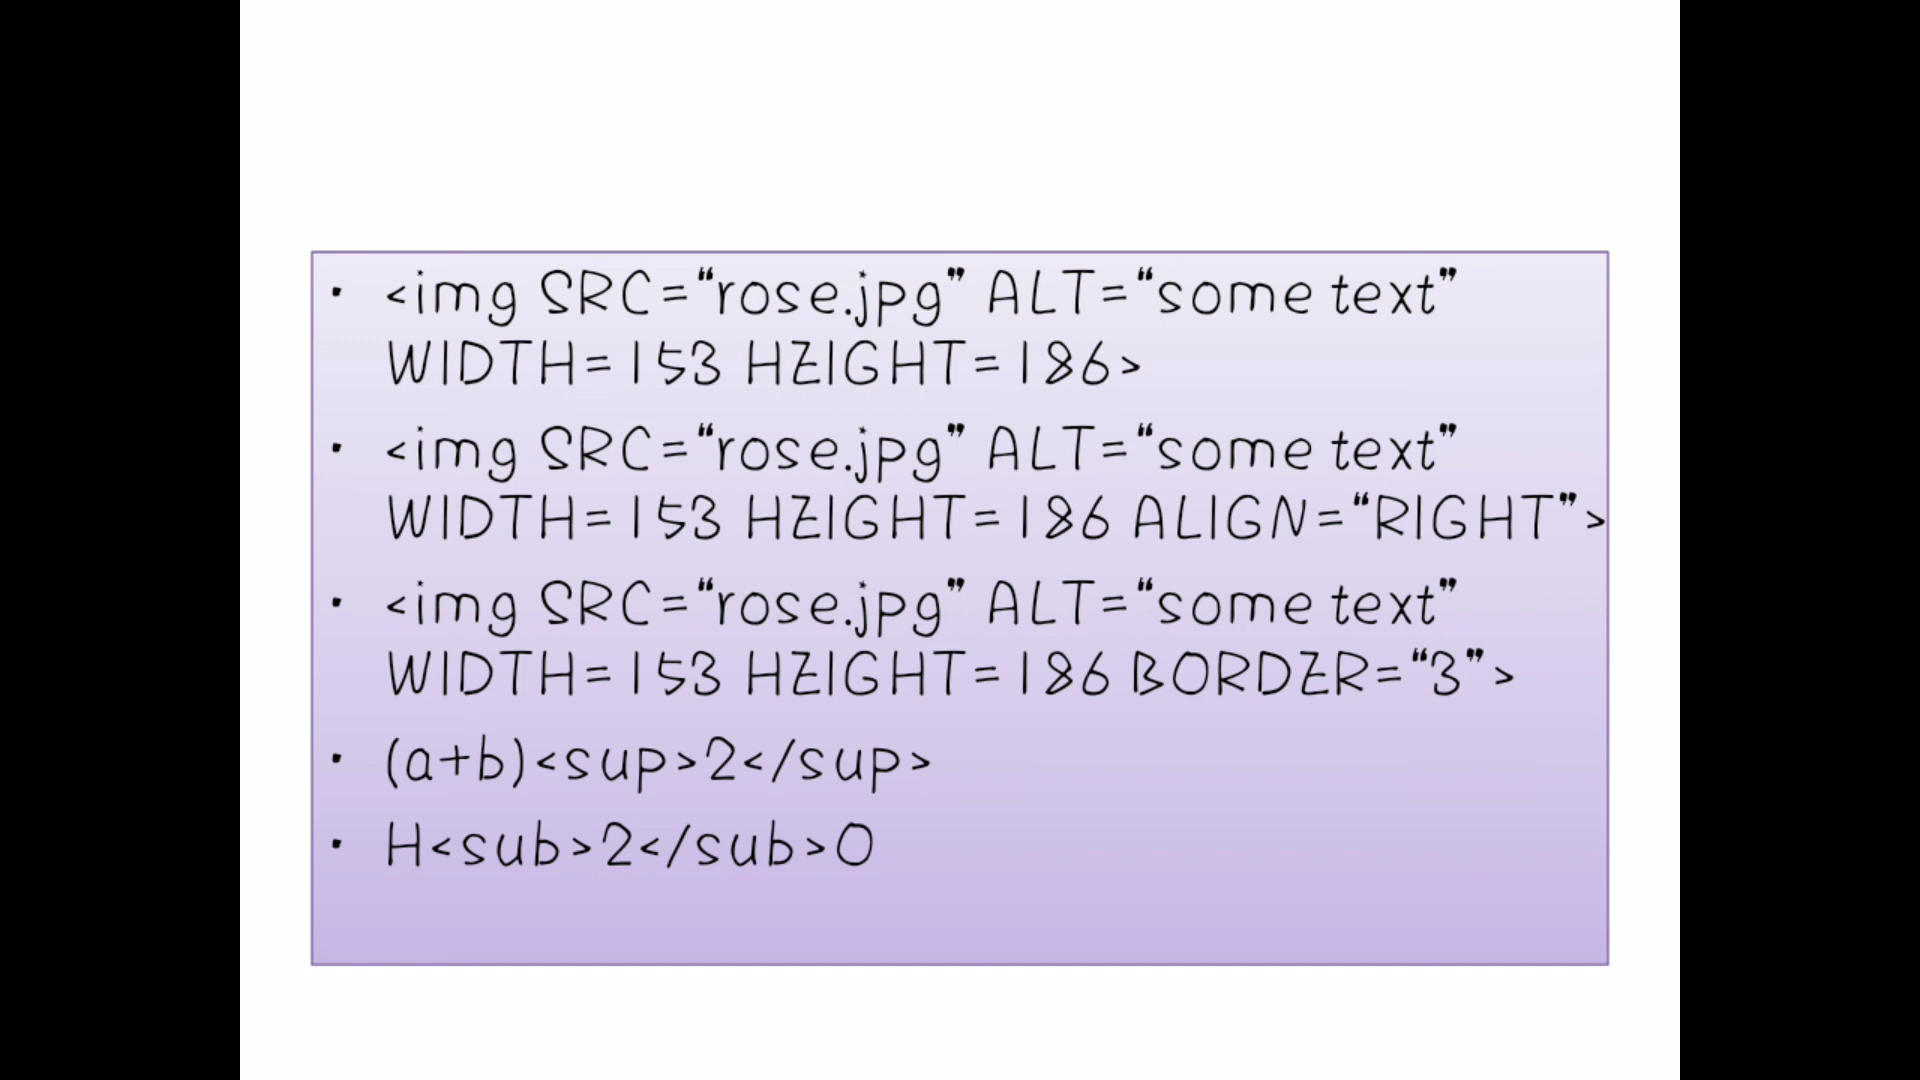 • <img SRC=“rose.jpg” ALT=“some text”
WIDTH=153 HEIGHT=186>
• <img SRC=“rose.jpg” ALT=“some text”
WIDTH=153 HEIGHT=186 ALIGN=“RIGHT”>
• <img SRC=“rose.jpg” ALT=“some text”
WIDTH=153 HEIGHT=186 BORDER=“3”>
• (a+b)<sup>2</sup>
• H<sub>2</sub>O